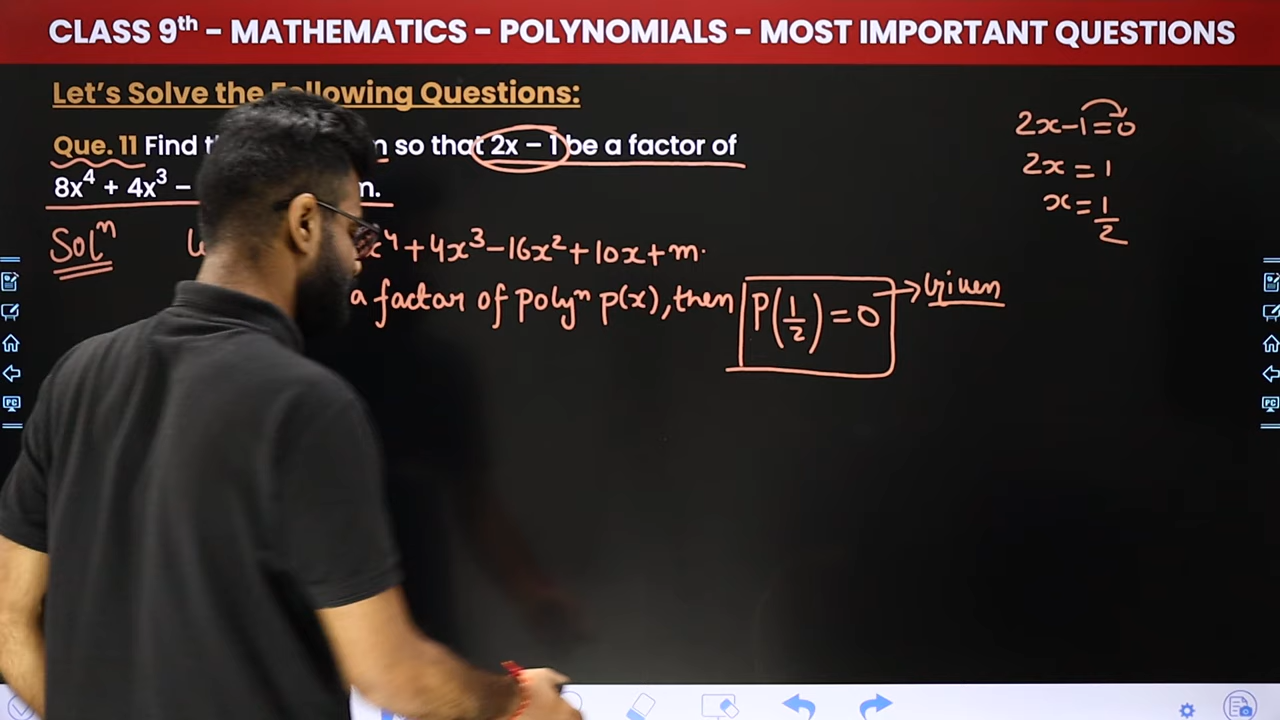 CLASS 9th – MATHEMATICS – POLYNOMIALS – MOST IMPORTANT QUESTIONS
Let's Solve the Following Questions:
Que. 11 Find so that 2x – 1 be a factor of
8x⁴ + 4x³ – m.
Solⁿ x⁴ + 4x³ – 16x² + 10x + m.
a factor of polyⁿ p(x), then P(1/2) = 0 → Given
2x – 1 = 0
2x = 1
x = 1/2